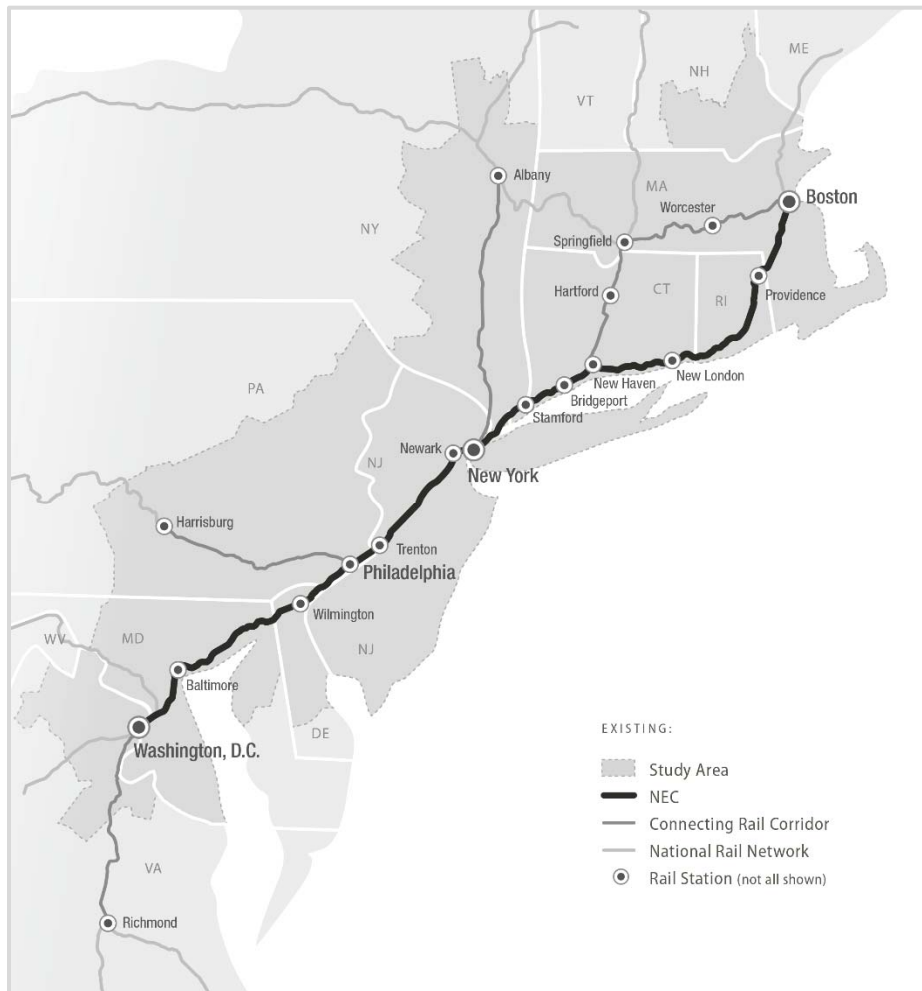 ME
NH
VT
Albany
MA
Boston
Worcester
NY
Springfield
Hartford
CT
RI
Providence
New Haven
New London
Bridgeport
Stamford
PA
Newark
New York
NJ
Harrisburg
Trenton
Philadelphia
Wilmington
WV
MD
NJ
Baltimore
DE
Washington, D.C.
VA
Richmond
EXISTING:
Study Area
NEC
Connecting Rail Corridor
National Rail Network
Rail Station (not all shown)